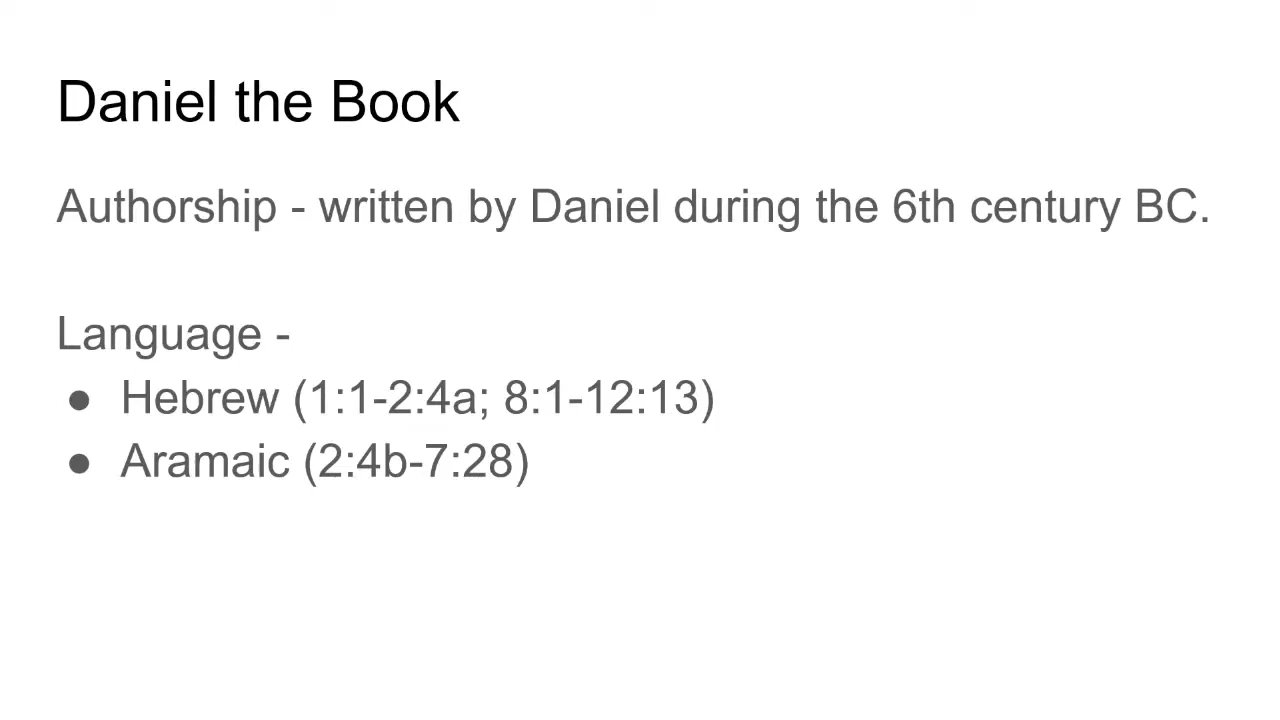 Daniel the Book
Authorship - written by Daniel during the 6th century BC.
Language -
● Hebrew (1:1-2:4a; 8:1-12:13)
● Aramaic (2:4b-7:28)